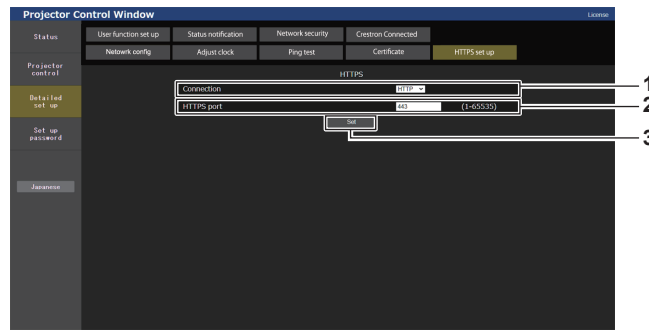 Projector Control Window License
Status User function set up Status notification Network security Crestron Connected
Netowrk config Adjust clock Ping test Certificate HTTPS set up
Projector
control
HTTPS
Connection HTTP 1
Detailed
set up
HTTPS port 443 (1-65535) 2
Set 3
Set up
password
Japanese